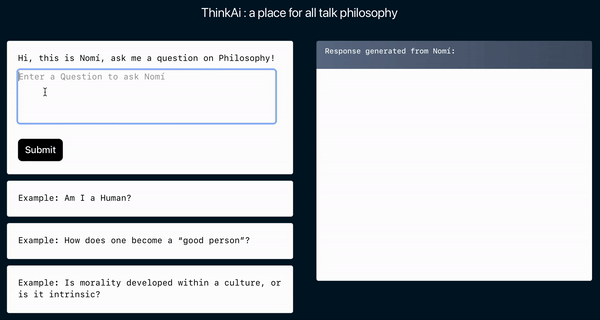 ThinkAi : a place for all talk philosophy
Hi, this is Nomí, ask me a question on Philosophy!
Enter a Question to ask Nomí
Submit
Example: Am I a Human?
Example: How does one become a “good person”?
Example: Is morality developed within a culture, or
is it intrinsic?
Response generated from Nomí: